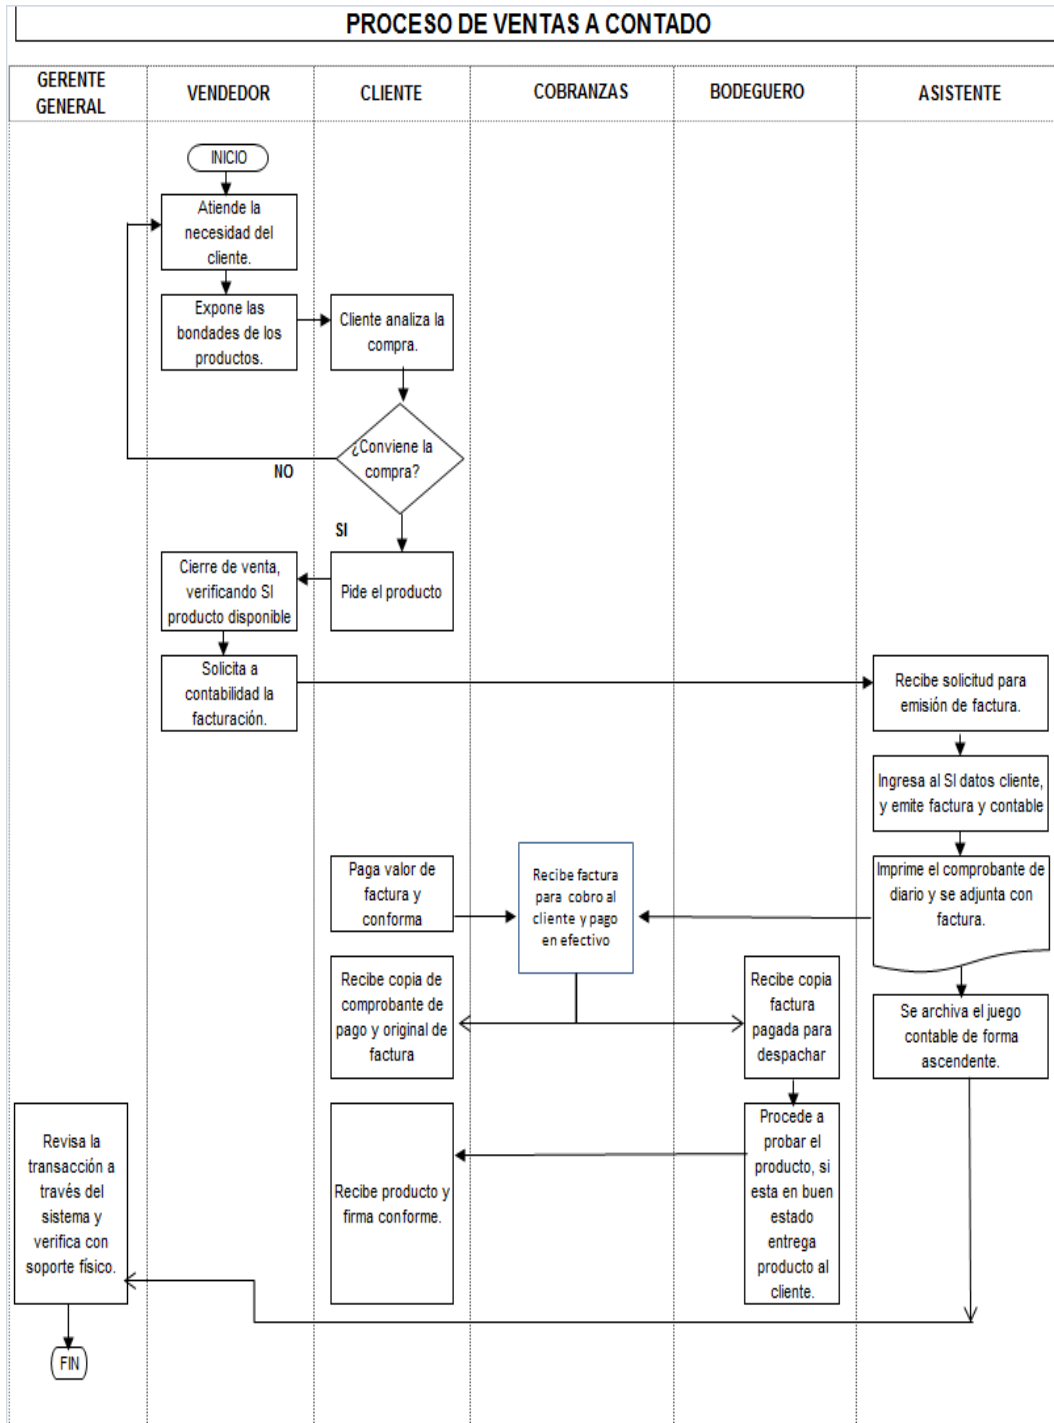 PROCESO DE VENTAS A CONTADO
GERENTE
GENERAL
VENDEDOR
CLIENTE
COBRANZAS
BODEGUERO
ASISTENTE
INICIO
Atiende la
necesidad del
cliente.
Expone las
bondades de los
productos.
Cliente analiza la
compra.
¿Conviene la
compra?
NO
SI
Pide el producto
Cierre de venta,
verificando SI
producto disponible
Solicita a
contabilidad la
facturación.
Recibe solicitud para
emisión de factura.
Ingresa al SI datos cliente,
y emite factura y contable
Imprime el comprobante de
diario y se adjunta con
factura.
Paga valor de
factura y
conforma
Recibe factura
para cobro al
cliente y pago
en efectivo
Recibe copia de
comprobante de
pago y original de
factura
Recibe copia
factura
pagada para
despachar
Se archiva el juego
contable de forma
ascendente.
Procede a
probar el
producto, si
esta en buen
estado
entrega
producto al
cliente.
Recibe producto y
firma conforme.
Revisa la
transacción a
través del
sistema y
verifica con
soporte físico.
FIN